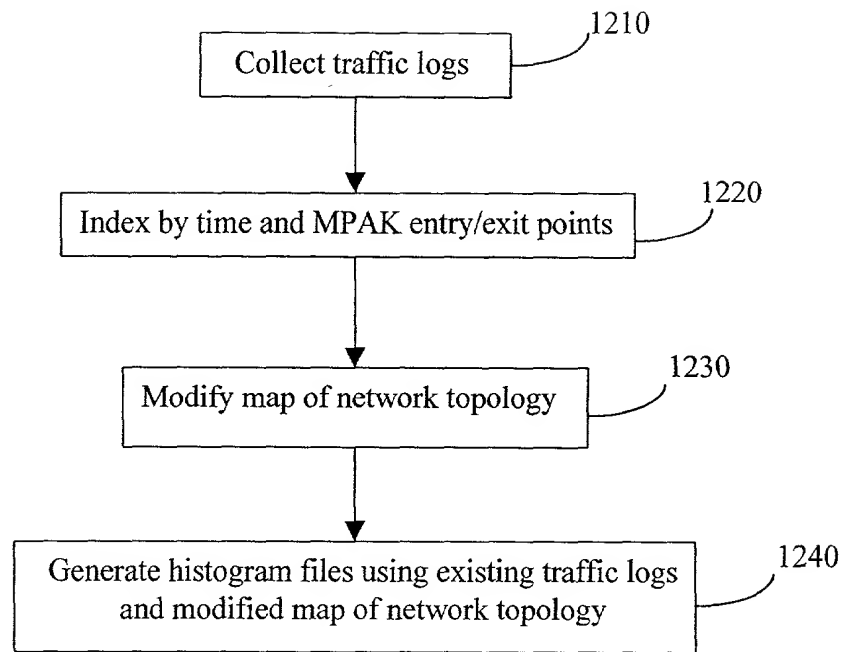 1210
Collect traffic logs
1220
Index by time and MPAK entry/exit points
1230
Modify map of network topology
1240
Generate histogram files using existing traffic logs
and modified map of network topology